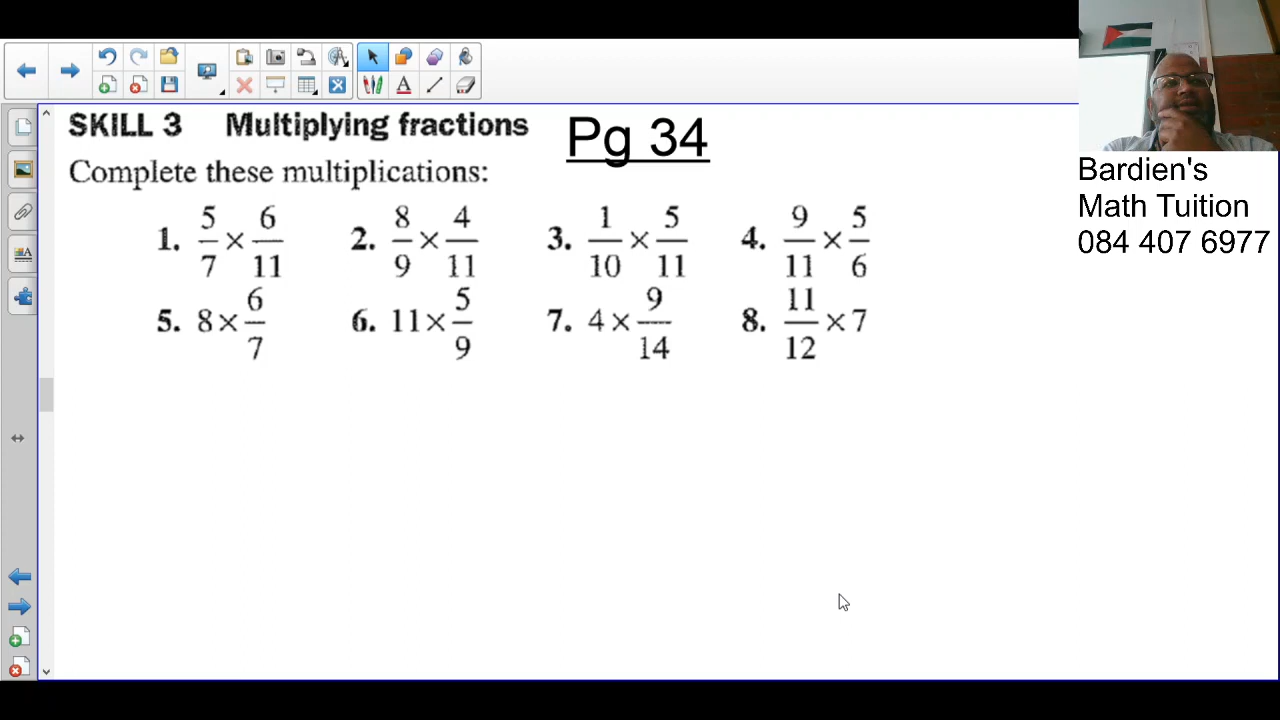 SKILL 3 Multiplying fractions
Pg 34
Complete these multiplications:
1. 5/7 × 6/11 2. 8/9 × 4/11 3. 1/10 × 5/11 4. 9/11 × 5/6
5. 8 × 6/7 6. 11 × 5/9 7. 4 × 9/14 8. 11/12 × 7
Bardien's
Math Tuition
084 407 6977